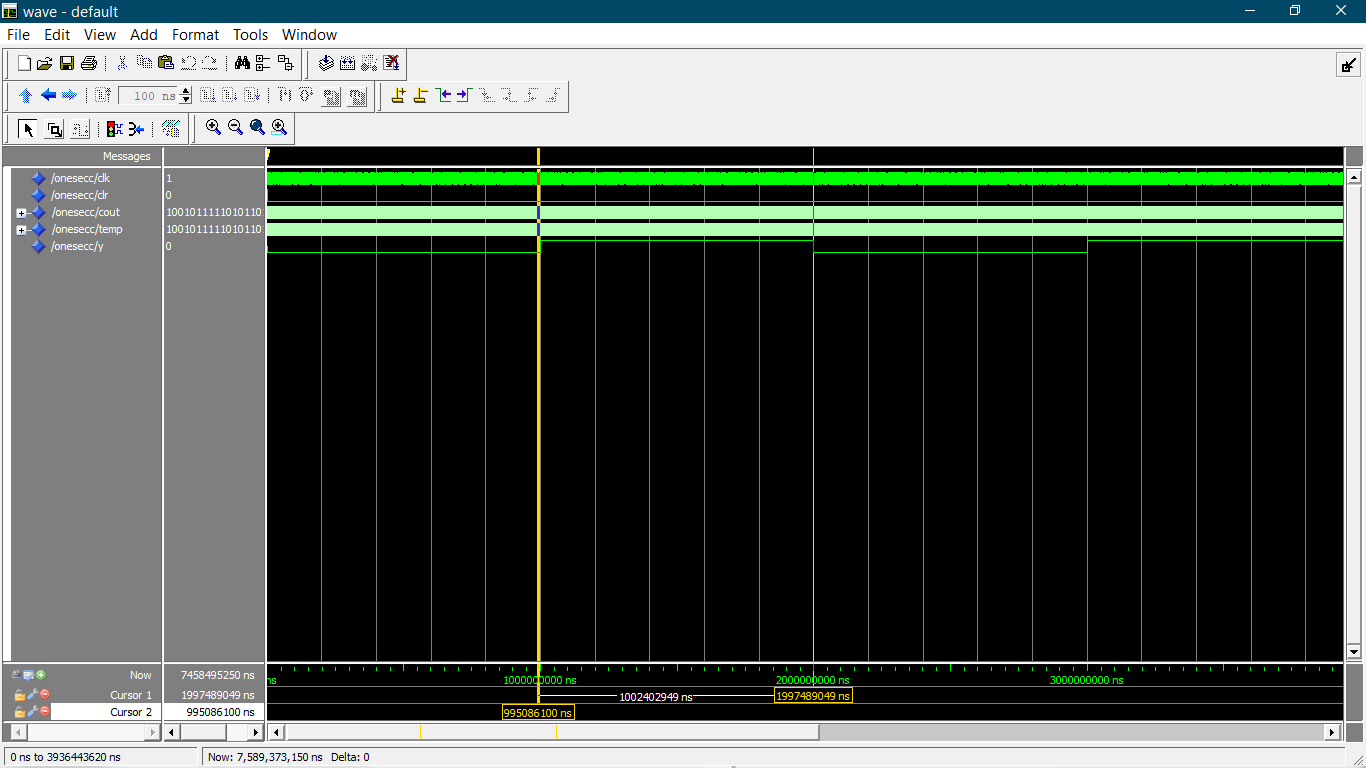 wave - default
File Edit View Add Format Tools Window
100 ns
Messages
/onesecc/clk 1
/onesecc/clr 0
/onesecc/cout 1001011111010110
/onesecc/temp 1001011111010110
/onesecc/y 0
Now 7458495250 ns ns 1000000000 ns 2000000000 ns 3000000000 ns
Cursor 1 1997489049 ns 1002402949 ns 1997489049 ns
Cursor 2 995086100 ns 995086100 ns
0 ns to 3936443620 ns Now: 7,589,373,150 ns Delta: 0